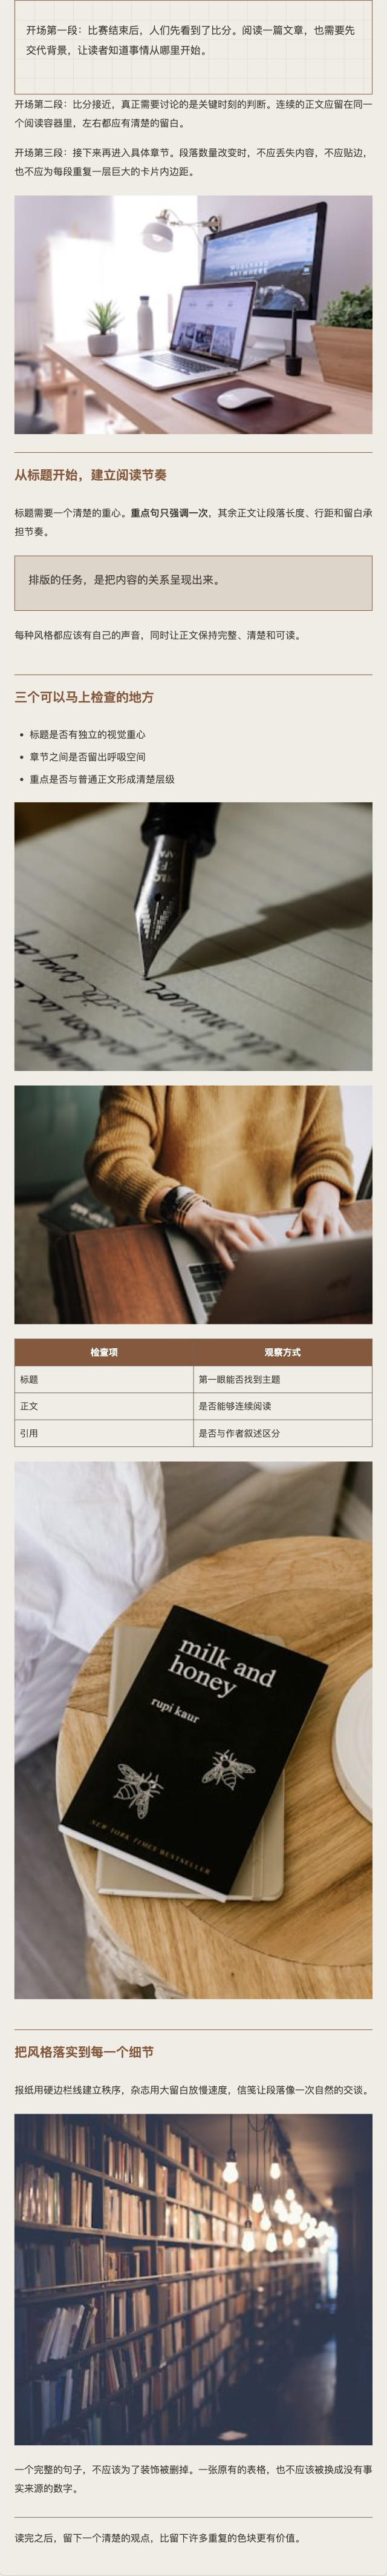 开场第一段：比赛结束后，人们先看到了比分。阅读一篇文章，也需要先
交代背景，让读者知道事情从哪里开始。
开场第二段：比分接近，真正需要讨论的是关键时刻的判断。连续的正文应留在同一
个阅读容器里，左右都应有清楚的留白。
开场第三段：接下来再进入具体章节。段落数量改变时，不应丢失内容，不应贴边，
也不应为每段重复一层巨大的卡片内边距。
从标题开始，建立阅读节奏
标题需要一个清楚的重心。重点句只强调一次，其余正文让段落长度、行距和留白承
担节奏。
排版的任务，是把内容的关系呈现出来。
每种风格都应该有自己的声音，同时让正文保持完整、清楚和可读。
三个可以马上检查的地方
• 标题是否有独立的视觉重心
• 章节之间是否留出呼吸空间
• 重点是否与普通正文形成清楚层级
检查项 观察方式
标题 第一眼能否找到主题
正文 是否能够连续阅读
引用 是否与作者叙述区分
milk and
honey
rupi kaur
NEW YORK TIMES BESTSELLER
把风格落实到每一个细节
报纸用硬边栏线建立秩序，杂志用大留白放慢速度，信笺让段落像一次自然的交谈。
一个完整的句子，不应该为了装饰被删掉。一张原有的表格，也不应该被换成没有事
实来源的数字。
读完之后，留下一个清楚的观点，比留下许多重复的色块更有价值。